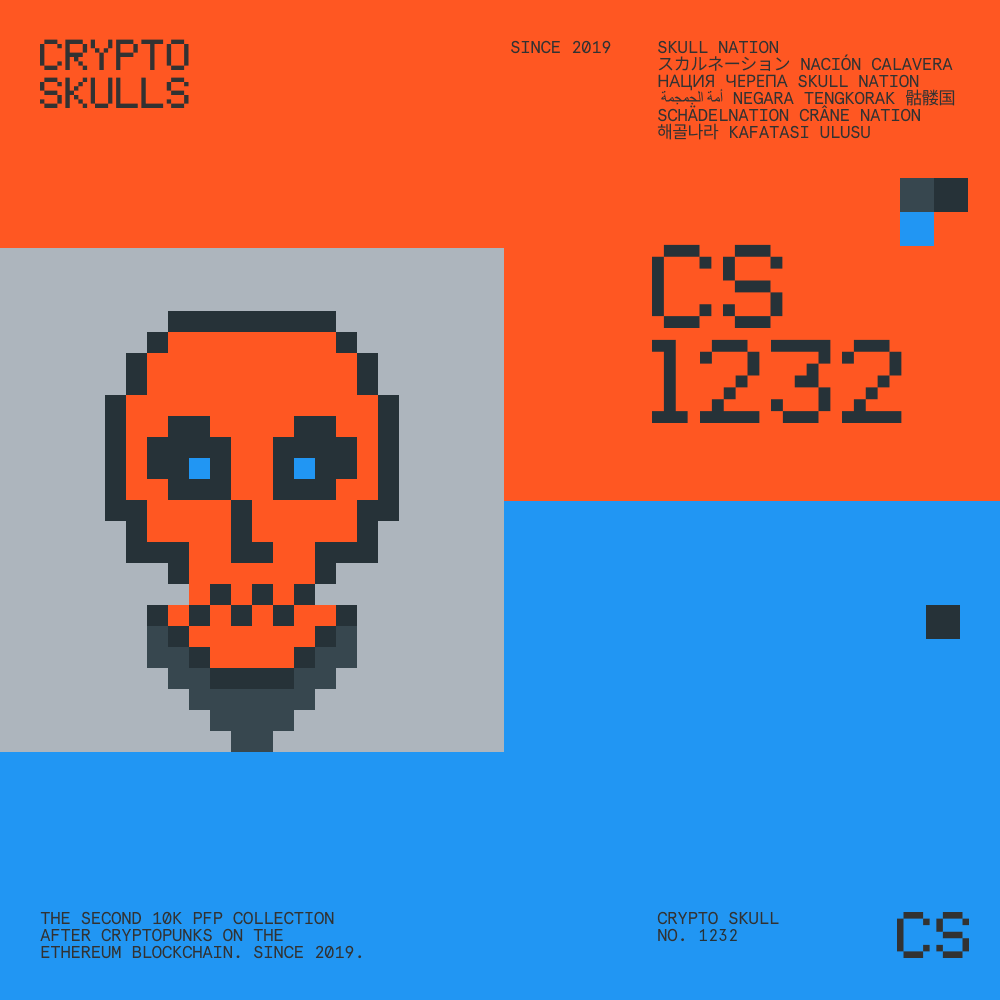 CRYPTO
SKULLS
SINCE 2019
SKULL NATION
スカルネーション NACIÓN CALAVERA
НАЦИЯ ЧЕРЕПА SKULL NATION
أمة الجمجمة NEGARA TENGKORAK 骷髅国
SCHÄDELNATION CRÂNE NATION
해골나라 KAFATASI ULUSU
CS
1232
THE SECOND 10K PFP COLLECTION
AFTER CRYPTOPUNKS ON THE
ETHEREUM BLOCKCHAIN. SINCE 2019.
CRYPTO SKULL
NO. 1232
CS